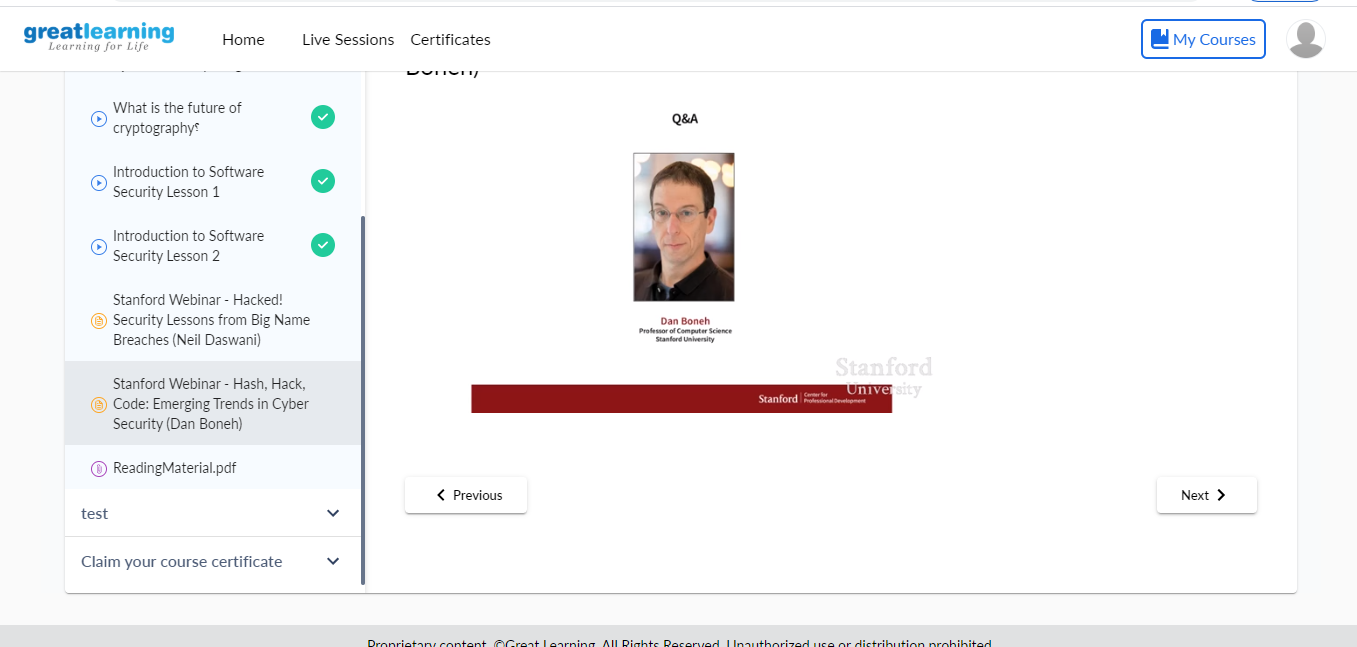 greatlearning
Learning for Life
Home
Live Sessions
Certificates
My Courses
What is the future of
cryptography؟
Introduction to Software
Security Lesson 1
Introduction to Software
Security Lesson 2
Stanford Webinar - Hacked!
Security Lessons from Big Name
Breaches (Neil Daswani)
Stanford Webinar - Hash, Hack,
Code: Emerging Trends in Cyber
Security (Dan Boneh)
ReadingMaterial.pdf
test
Claim your course certificate
Boneh)
Q&A
Dan Boneh
Professor of Computer Science
Stanford University
Stanford
University
Stanford
Center for
Professional Development
Previous
Next
Proprietary content. ©Great Learning. All Rights Reserved. Unauthorized use or distribution prohibited.